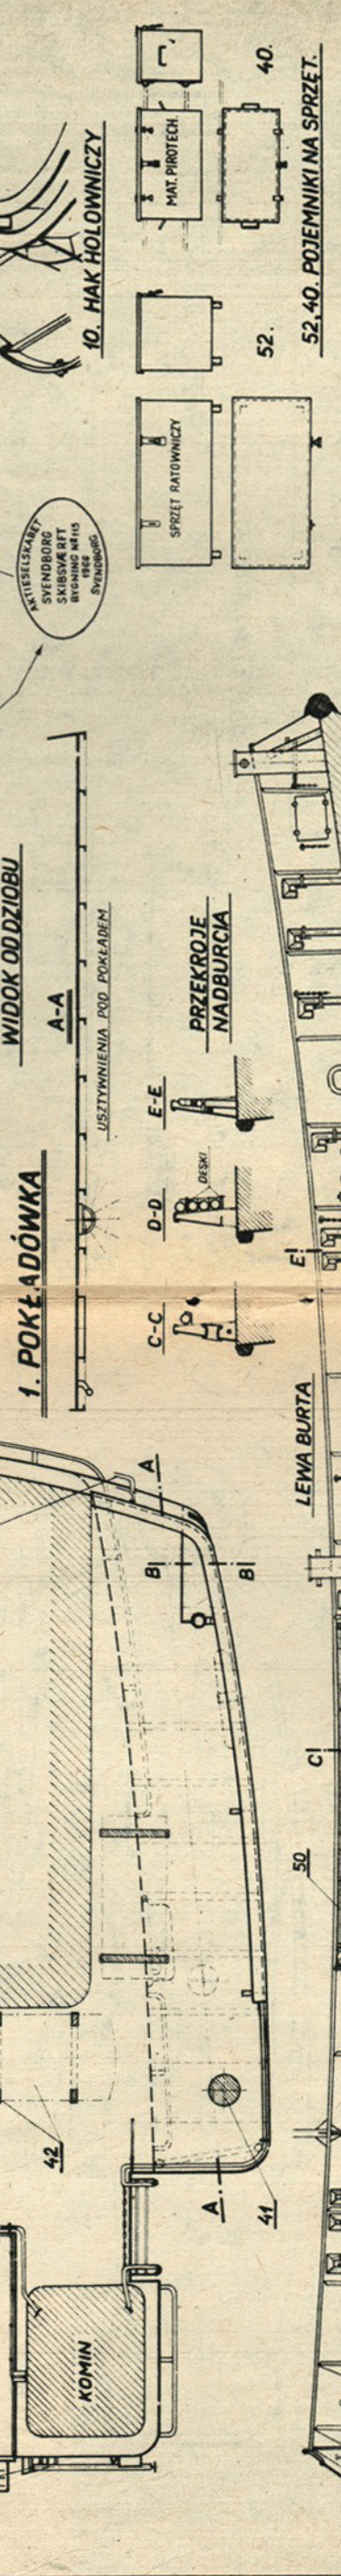 10. HAK HOLOWNICZY
MAT. PIROTECH.
40.
52.
52,40. POJEMNIKI NA SPRZĘT.
SPRZĘT RATOWNICZY
AKTIESELSKABET
SVENDBORG
SKIBSVÆRFT
BYGNING NR 115
1966
SVENDBORG
WIDOK OD DZIOBU
A-A
USZTYWNIENIA POD POKŁADEM
1. POKŁADÓWKA
PRZEKROJE
NADBURCIA
E-E
D-D
DESKI
C-C
E
LEWA BURTA
A
B
B
C
50
42
A
41
KOMIN